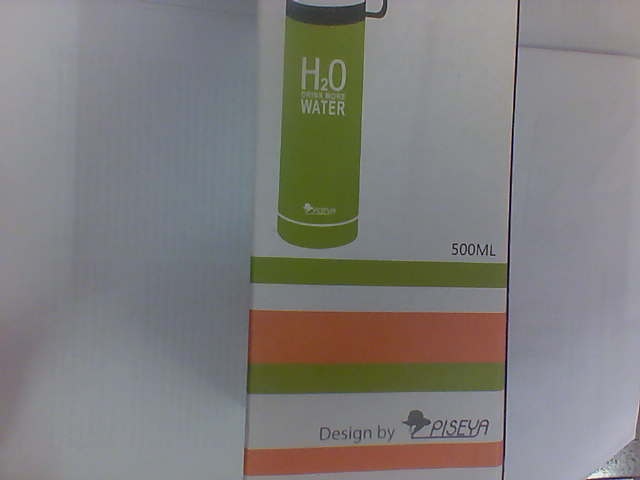 H2O
DRINK MORE
WATER
PISEYA
500ML
Design by PISEYA